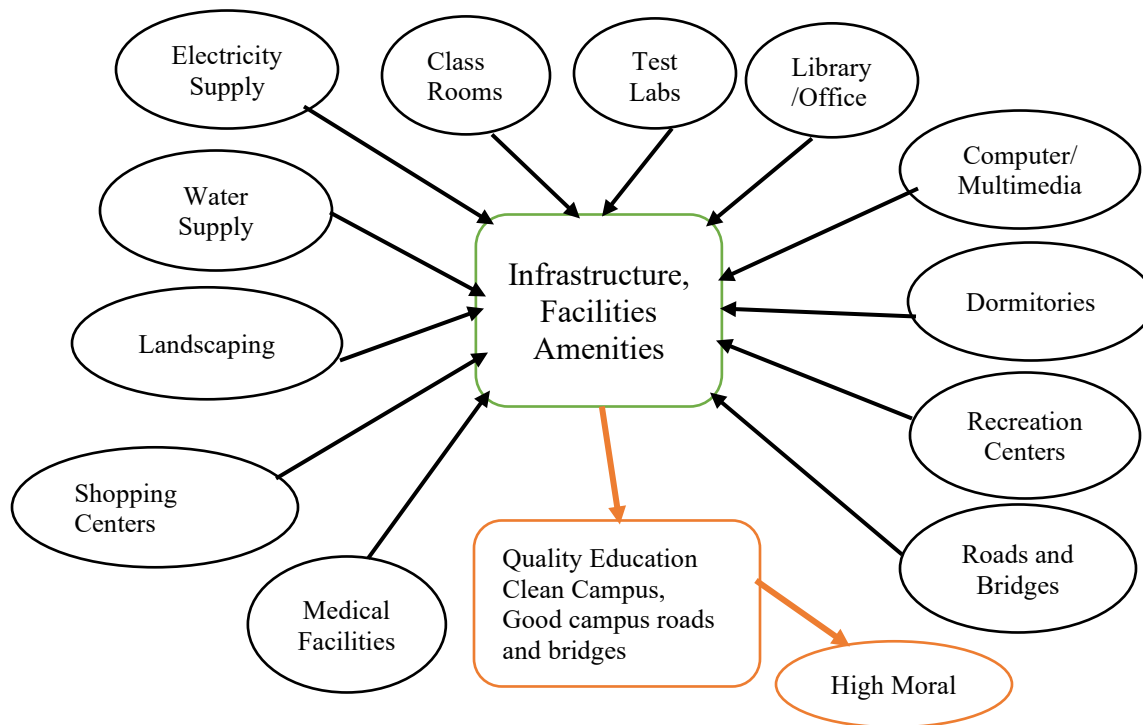 Electricity
Supply
Class
Rooms
Test
Labs
Library
/Office
Computer/
Multimedia
Water
Supply
Infrastructure,
Facilities
Amenities
Dormitories
Landscaping
Recreation
Centers
Shopping
Centers
Quality Education
Clean Campus,
Good campus roads
and bridges
Roads and
Bridges
Medical
Facilities
High Moral